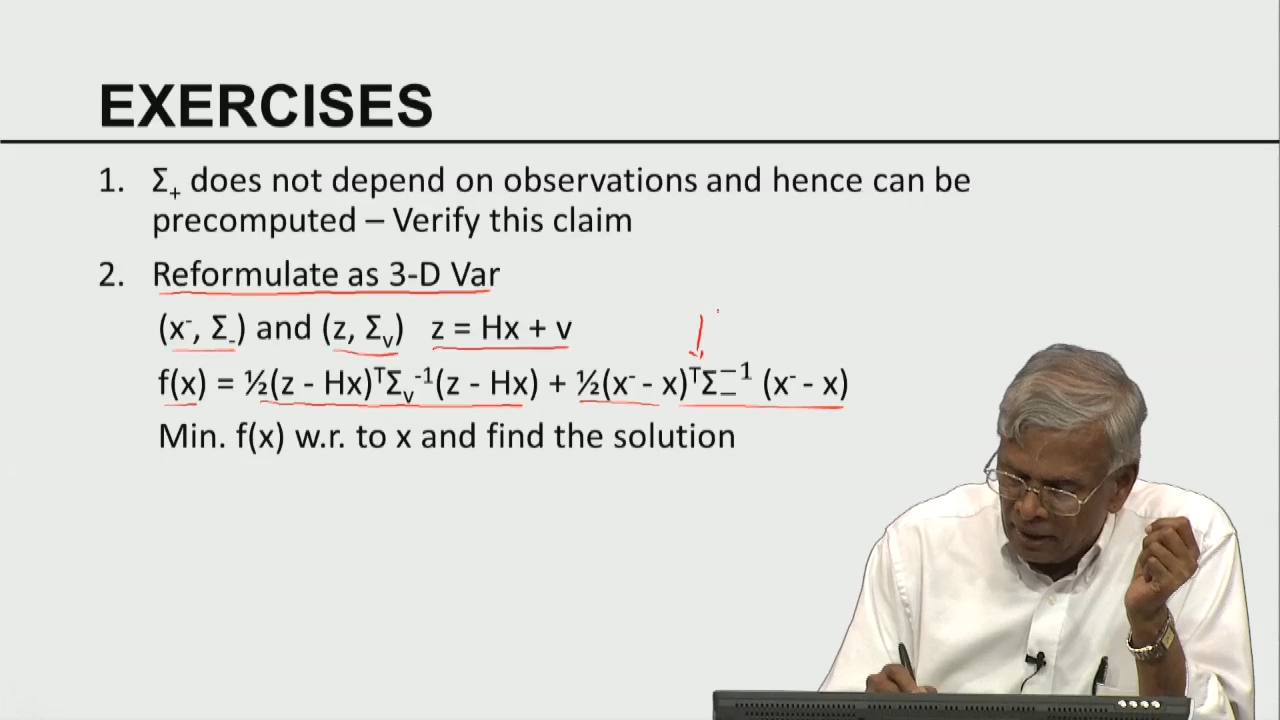 EXERCISES
1. Σ₊ does not depend on observations and hence can be
precomputed – Verify this claim
2. Reformulate as 3-D Var
(x⁻, Σ₋) and (z, Σᵥ) z = Hx + v
f(x) = ½(z - Hx)ᵀΣᵥ⁻¹(z - Hx) + ½(x⁻ - x)ᵀΣ₋⁻¹ (x⁻ - x)
Min. f(x) w.r. to x and find the solution